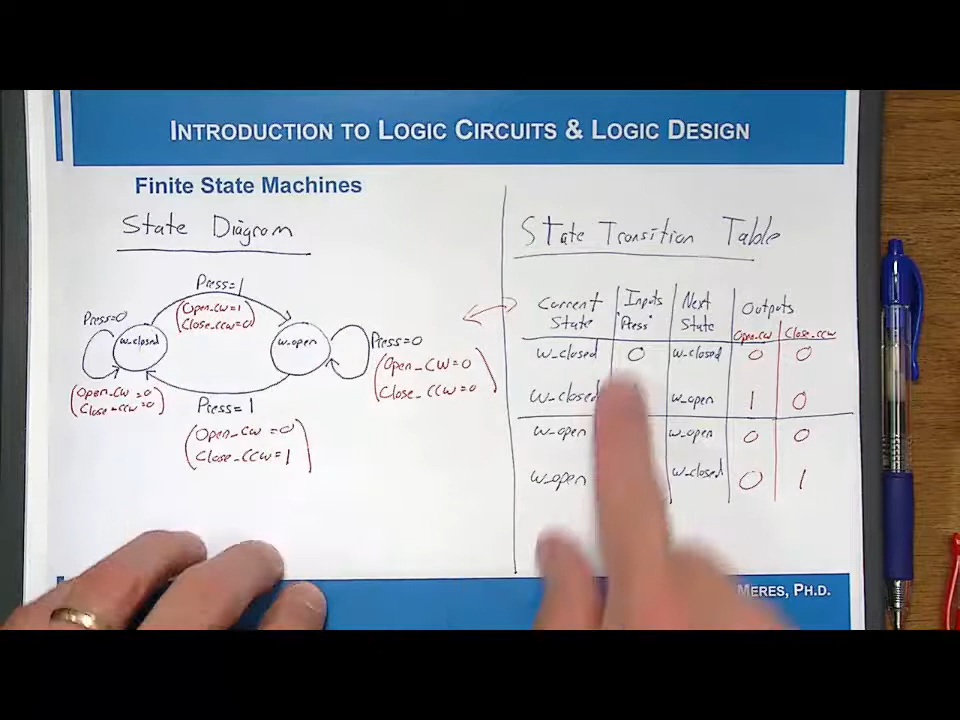 INTRODUCTION TO LOGIC CIRCUITS & LOGIC DESIGN
Finite State Machines
State Diagram
Press=1
(Open_CW=1
Close_CCW=0)
Press=0
w_closed
w_open
Press=0
(Open_CW=0
Close_CCW=0)
(Open_CW=0
Close_CCW=0)
Press=1
(Open_CW=0
Close_CCW=1)
State Transition Table
Current State Inputs "Press" Next State Outputs
Open_CW Close_CCW
w_closed 0 w_closed 0 0
w_closed w_open 1 0
w_open w_open 0 0
w_open w_closed 0 1
MERES, PH.D.